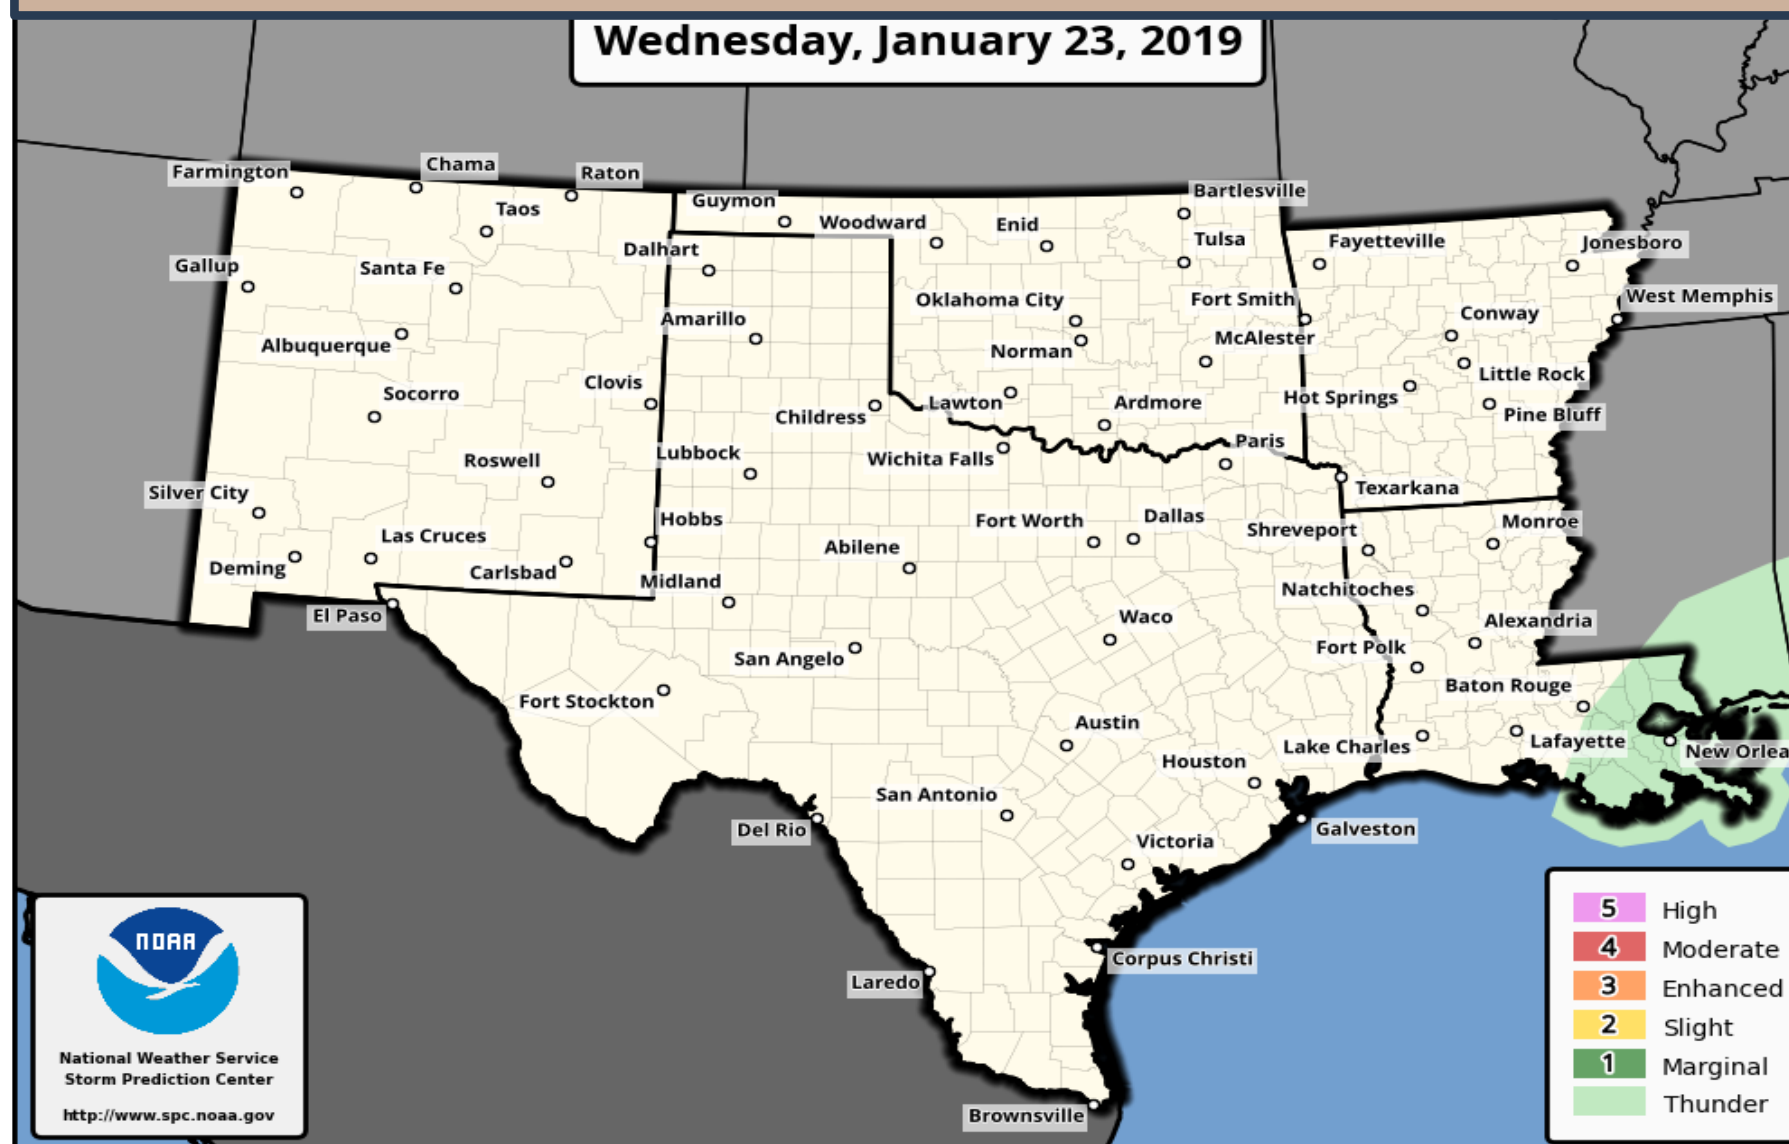 Wednesday, January 23, 2019
Farmington
Chama
Raton
Taos
Guymon
Woodward
Enid
Bartlesville
Tulsa
Fayetteville
Jonesboro
Gallup
Santa Fe
Dalhart
Oklahoma City
Fort Smith
West Memphis
Albuquerque
Amarillo
Norman
McAlester
Conway
Little Rock
Socorro
Clovis
Childress
Lawton
Ardmore
Hot Springs
Pine Bluff
Roswell
Lubbock
Wichita Falls
Paris
Texarkana
Silver City
Las Cruces
Hobbs
Fort Worth
Dallas
Shreveport
Monroe
Deming
Carlsbad
Midland
Abilene
Natchitoches
El Paso
Waco
Alexandria
San Angelo
Fort Polk
Fort Stockton
Baton Rouge
Austin
Lake Charles
Lafayette
New Orlea
Houston
San Antonio
Del Rio
Galveston
Victoria
Corpus Christi
Laredo
Brownsville
NOAA
National Weather Service
Storm Prediction Center
http://www.spc.noaa.gov
5 High
4 Moderate
3 Enhanced
2 Slight
1 Marginal
Thunder